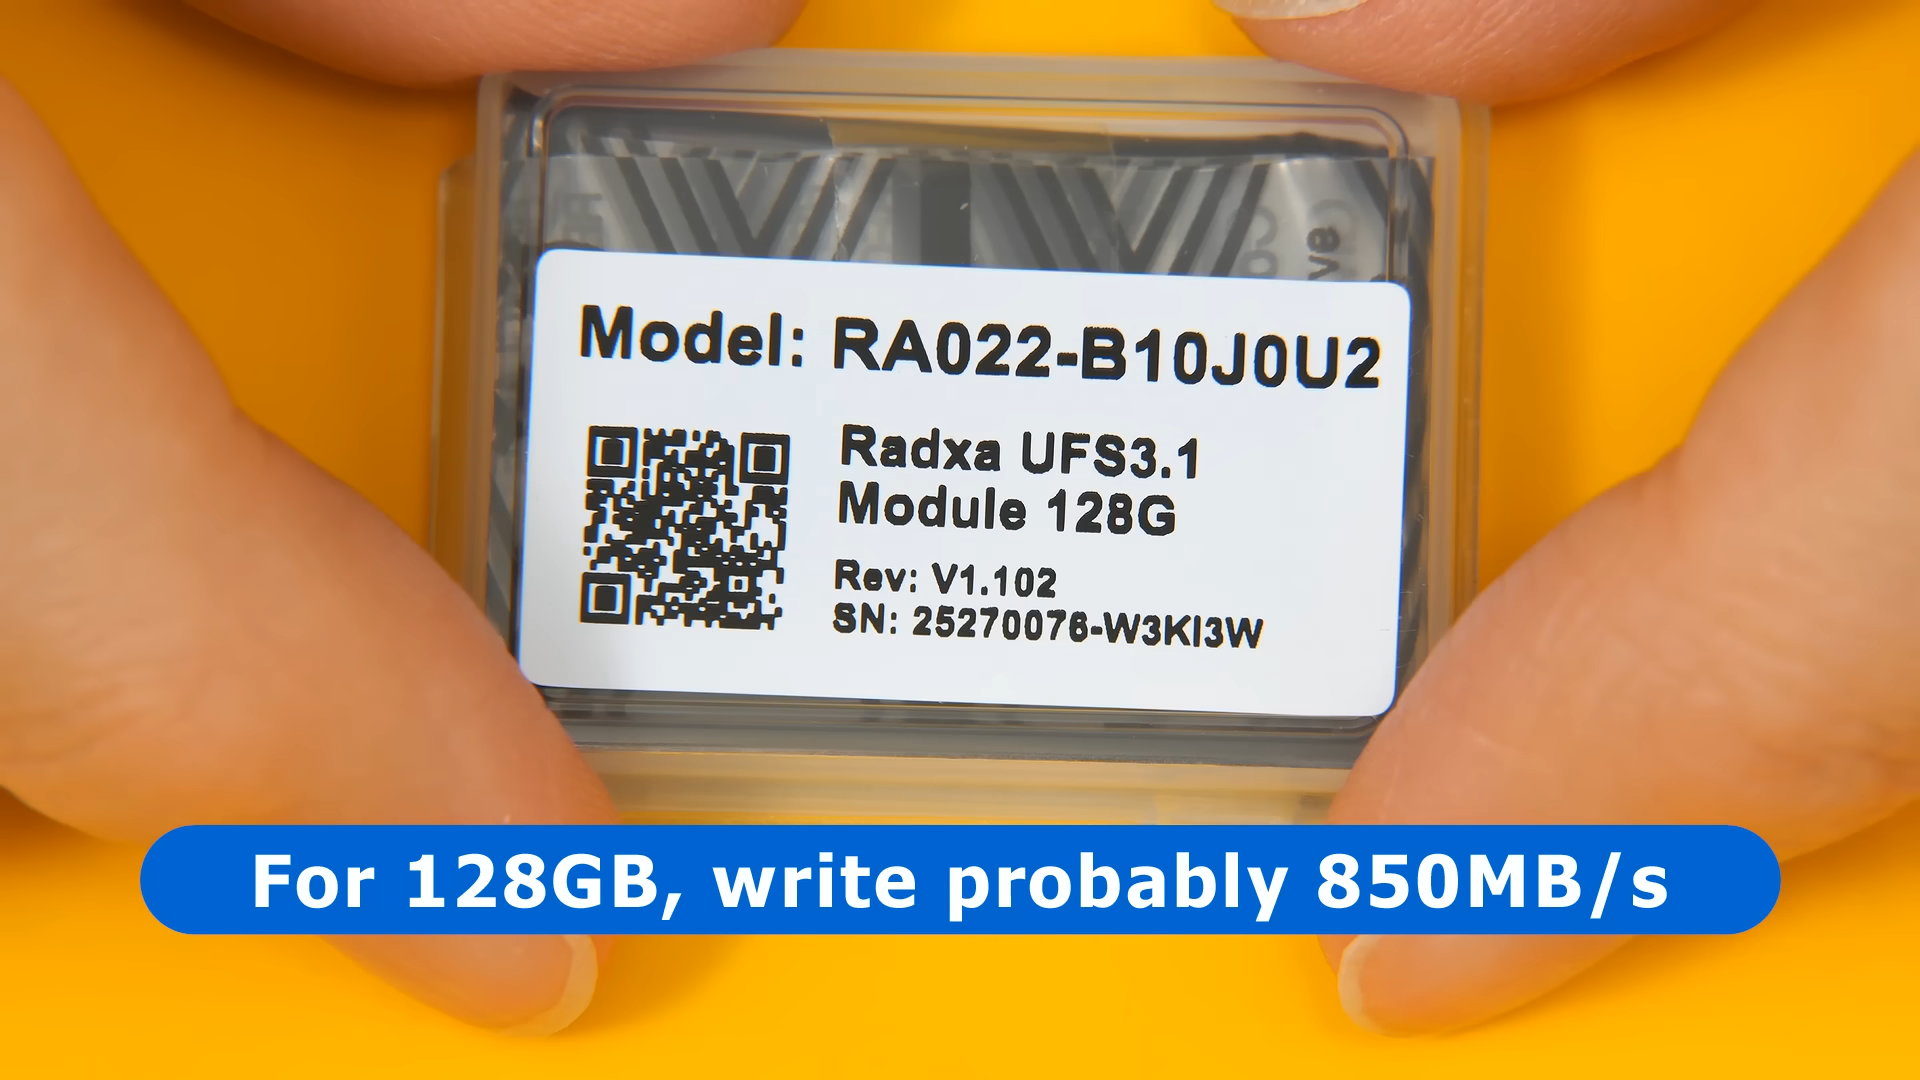 Model: RA022-B10J0U2
Radxa UFS3.1
Module 128G
Rev: V1.102
SN: 25270076-W3KI3W
For 128GB, write probably 850MB/s